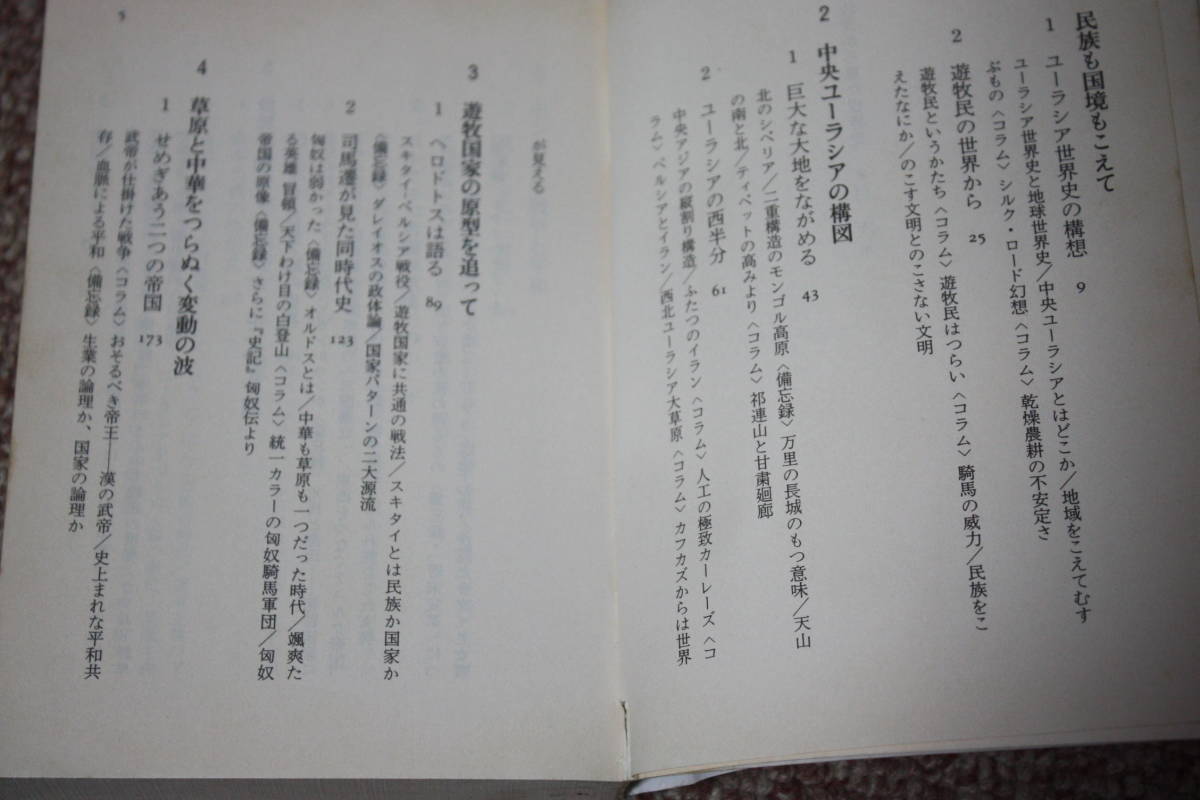 民族も国境もこえて
1 ユーラシア世界史の構想 9
ユーラシア世界史と地球世界史/中央ユーラシアとはどこか/地域をこえてむす
ぶもの〈コラム〉シルク・ロード幻想〈コラム〉乾燥農耕の不安定さ
2 遊牧民の世界から 25
遊牧民というかたち〈コラム〉遊牧民はつらい〈コラム〉騎馬の威力/民族をこ
えたなにか/のこす文明とのこさない文明
2 中央ユーラシアの構図
1 巨大な大地をながめる 43
北のシベリア/二重構造のモンゴル高原〈備忘録〉万里の長城のもつ意味/天山
の南と北/ティベットの高みより〈コラム〉祁連山と甘粛廻廊
2 ユーラシアの西半分 61
中央アジアの縦割り構造/ふたつのイラン〈コラム〉人工の極致カーレーズ〈コ
ラム〉ペルシアとイラン/西北ユーラシア大草原〈コラム〉カフカズからは世界
が見える
3 遊牧国家の原型を追って
1 ヘロドトスは語る 89
スキタイ・ペルシア戦役/遊牧国家に共通の戦法/スキタイとは民族か国家か
〈備忘録〉ダレイオスの政体論/国家パターンの二大源流
2 司馬遷が見た同時代史 123
匈奴は弱かった〈備忘録〉オルドスとは/中華も草原も一つだった時代/颯爽た
る英雄 冒頓/天下わけ目の白登山〈コラム〉統一カラーの匈奴騎馬軍団/匈奴
帝国の原像〈備忘録〉さらに『史記』匈奴伝より
4 草原と中華をつらぬく変動の波
1 せめぎあう二つの帝国 173
武帝が仕掛けた戦争〈コラム〉おそるべき帝王――漢の武帝/史上まれな平和共
存/血脈による平和〈備忘録〉生業の論理か、国家の論理か
5